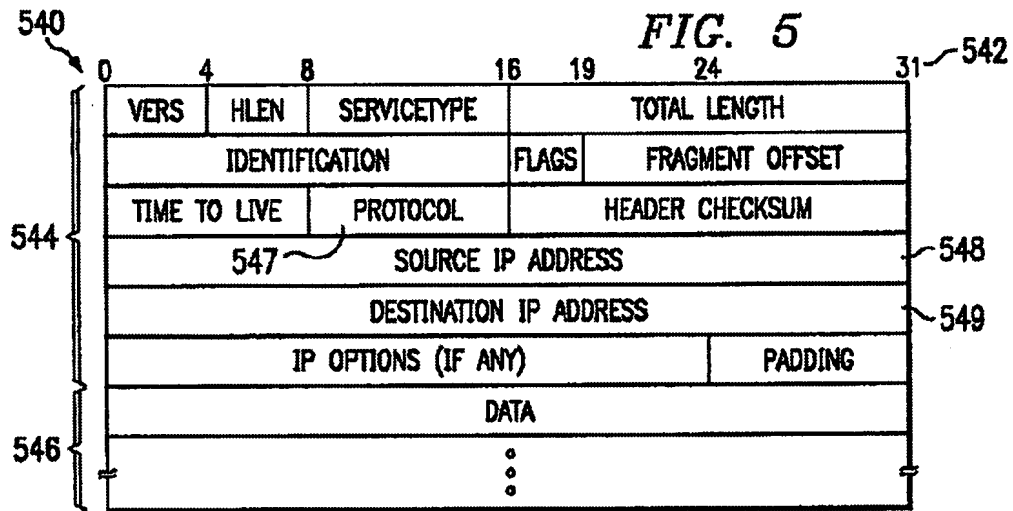 540
FIG. 5
0 4 8 16 19 24 31 542
VERS HLEN SERVICETYPE TOTAL LENGTH
IDENTIFICATION FLAGS FRAGMENT OFFSET
TIME TO LIVE PROTOCOL HEADER CHECKSUM
544
547 SOURCE IP ADDRESS 548
DESTINATION IP ADDRESS 549
IP OPTIONS (IF ANY) PADDING
DATA
546